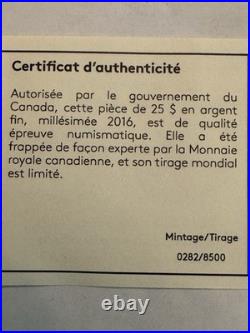 Certificat d'authenticité
Autorisée par le gouvernement du
Canada, cette pièce de 25 $ en argent
fin, millésimée 2016, est de qualité
épreuve numismatique. Elle a été
frappée de façon experte par la Monnaie
royale canadienne, et son tirage mondial
est limité.
Mintage/Tirage
0282/8500
thecanadiancoin.com